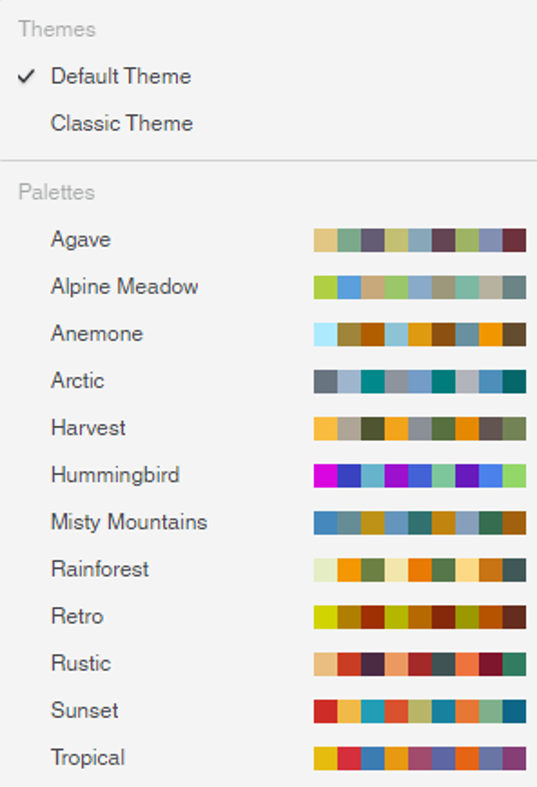 Themes
Default Theme
Classic Theme
Palettes
Agave
Alpine Meadow
Anemone
Arctic
Harvest
Hummingbird
Misty Mountains
Rainforest
Retro
Rustic
Sunset
Tropical